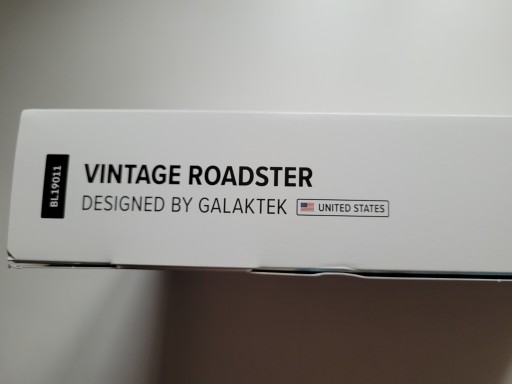 BL19011
VINTAGE ROADSTER
DESIGNED BY GALAKTEK UNITED STATES